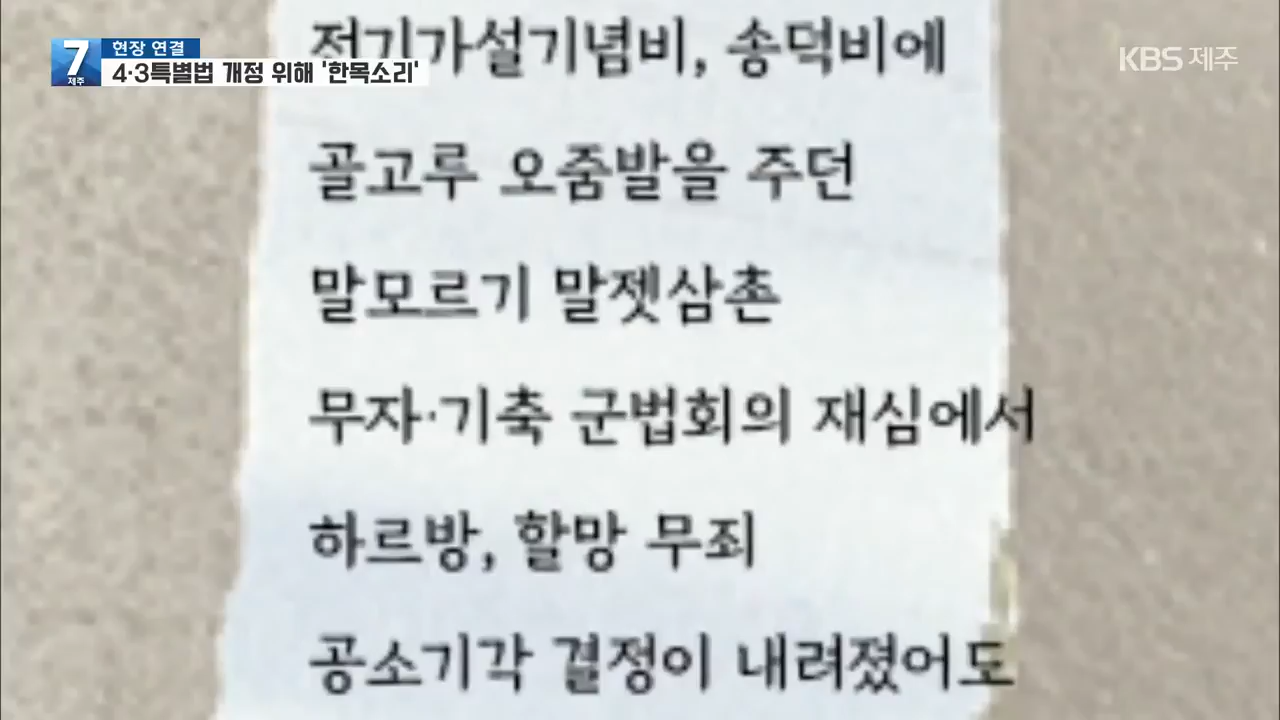 7 제주
현장 연결
4·3특별법 개정 위해 '한목소리'
KBS 제주
전기가설기념비, 송덕비에
골고루 오줌발을 주던
말모르기 말젯삼촌
무자·기축 군법회의 재심에서
하르방, 할망 무죄
공소기각 결정이 내려졌어도